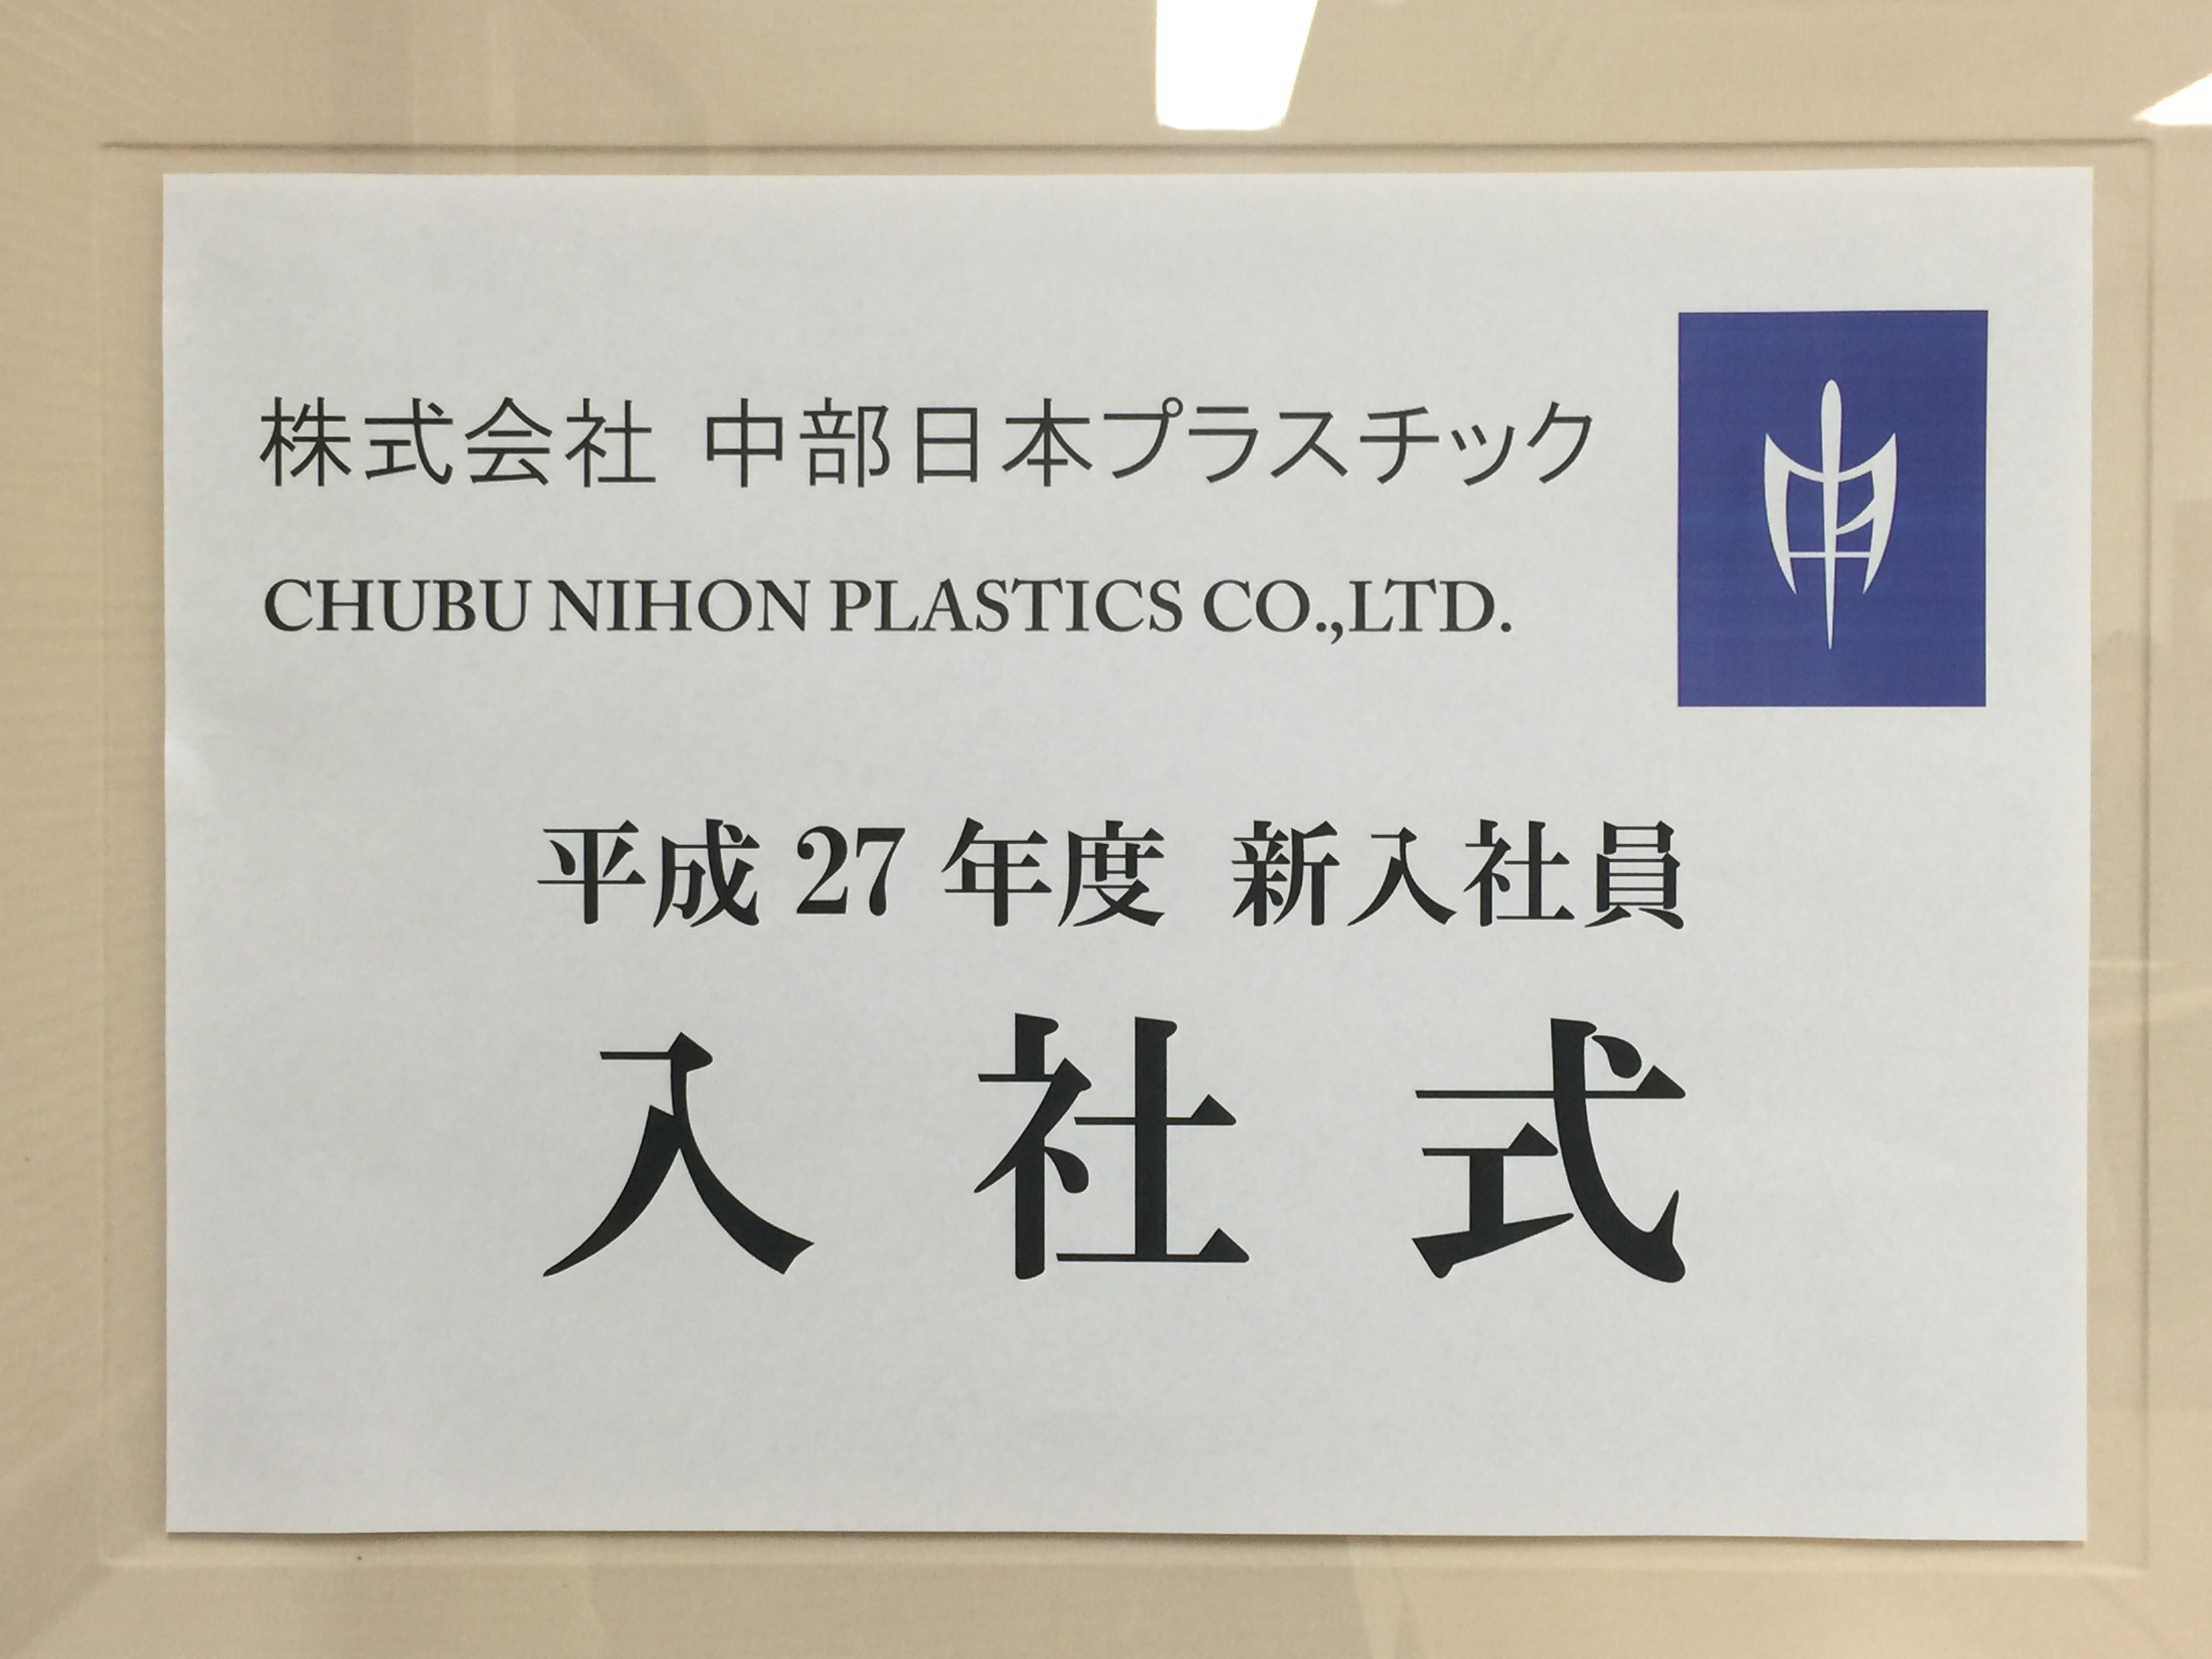 株式会社 中部日本プラスチック
CHUBU NIHON PLASTICS CO.,LTD.
平成 27 年度 新入社員
入 社 式